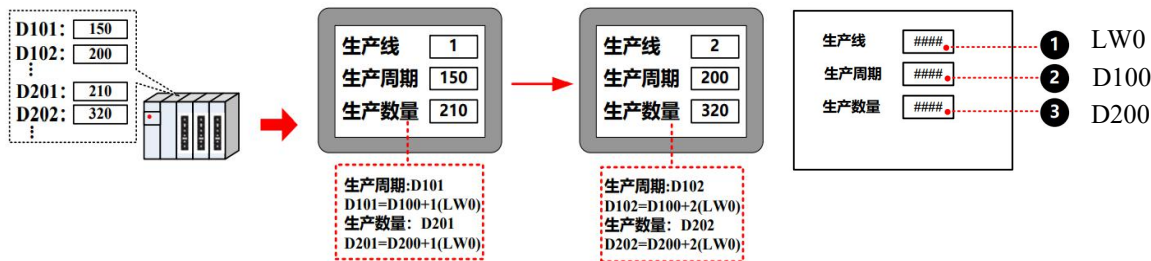 D101: 150
D102: 200
⋮
D201: 210
D202: 320
⋮
生产线 1
生产周期 150
生产数量 210
生产周期:D101
D101=D100+1(LW0)
生产数量：D201
D201=D200+1(LW0)
生产线 2
生产周期 200
生产数量 320
生产周期:D102
D102=D100+2(LW0)
生产数量：D202
D202=D200+2(LW0)
生产线 ####
生产周期 ####
生产数量 ####
❶ LW0
❷ D100
❸ D200